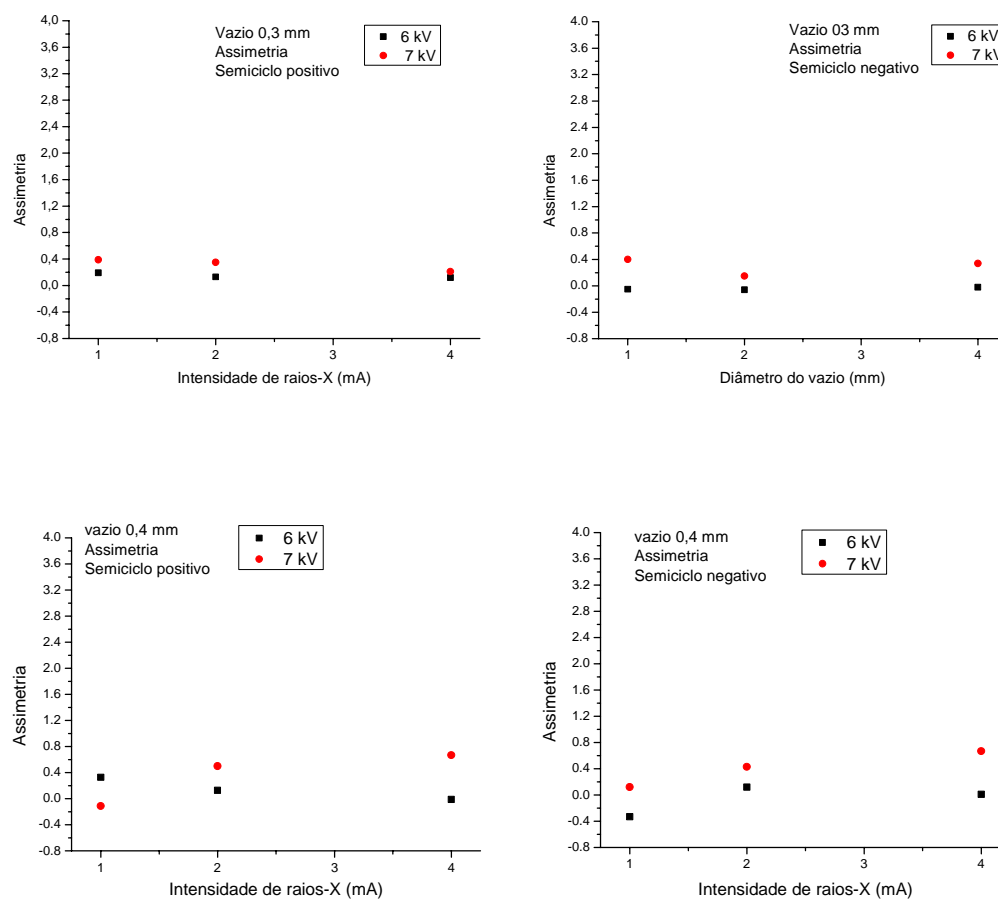 4,0
3,6
3,2
2,8
2,4
2,0
1,6
1,2
0,8
0,4
0,0
-0,4
-0,8
Assimetria
Vazio 0,3 mm
Assimetria
Semiciclo positivo
6 kV
7 kV
1
2
3
4
Intensidade de raios-X (mA)
4.0
3.6
3.2
2.8
2.4
2.0
1.6
1.2
0.8
0.4
0.0
-0.4
-0.8
Assimetria
Vazio 03 mm
Assimetria
Semiciclo negativo
6 kV
7 kV
1
2
3
4
Diâmetro do vazio (mm)
4.0
3.6
3.2
2.8
2.4
2.0
1.6
1.2
0.8
0.4
0.0
-0.4
-0.8
Assimetria
vazio 0,4 mm
Assimetria
Semiciclo positivo
6 kV
7 kV
1
2
3
4
Intensidade de raios-X (mA)
4.0
3.6
3.2
2.8
2.4
2.0
1.6
1.2
0.8
0.4
0.0
-0.4
-0.8
Assimetria
vazio 0,4 mm
Assimetria
Semiciclo negativo
6 kV
7 kV
1
2
3
4
Intensidade de raios-X (mA)